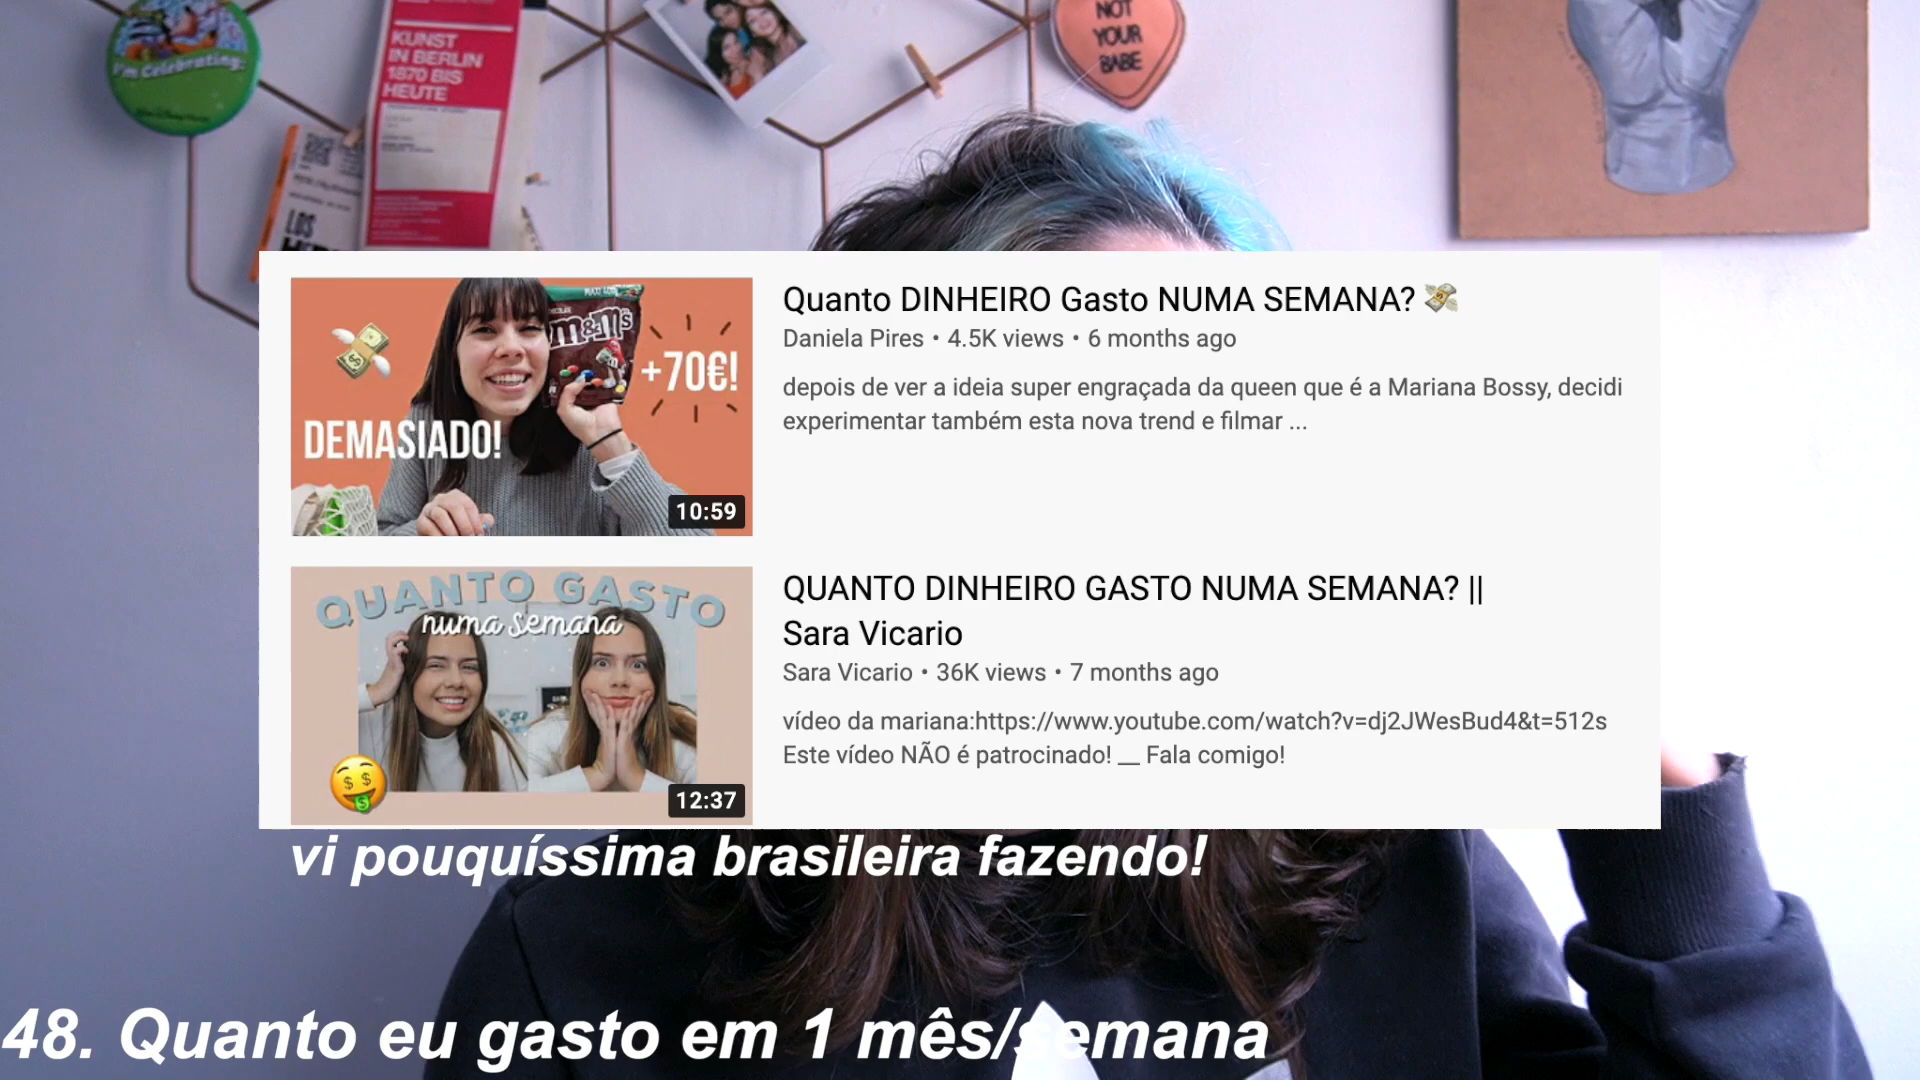 I'm Celebrating:
KUNST
IN BERLIN
1870 BIS
HEUTE
NOT
YOUR
BABE
LOS
Quanto DINHEIRO Gasto NUMA SEMANA? 💸
Daniela Pires • 4.5K views • 6 months ago
depois de ver a ideia super engraçada da queen que é a Mariana Bossy, decidi
experimentar também esta nova trend e filmar ...
m&m's
+70€!
DEMASIADO!
10:59
QUANTO DINHEIRO GASTO NUMA SEMANA? ||
Sara Vicario
Sara Vicario • 36K views • 7 months ago
vídeo da mariana:https://www.youtube.com/watch?v=dj2JWesBud4&t=512s
Este vídeo NÃO é patrocinado! __ Fala comigo!
QUANTO GASTO
numa semana
12:37
vi pouquíssima brasileira fazendo!
48. Quanto eu gasto em 1 mês/semana